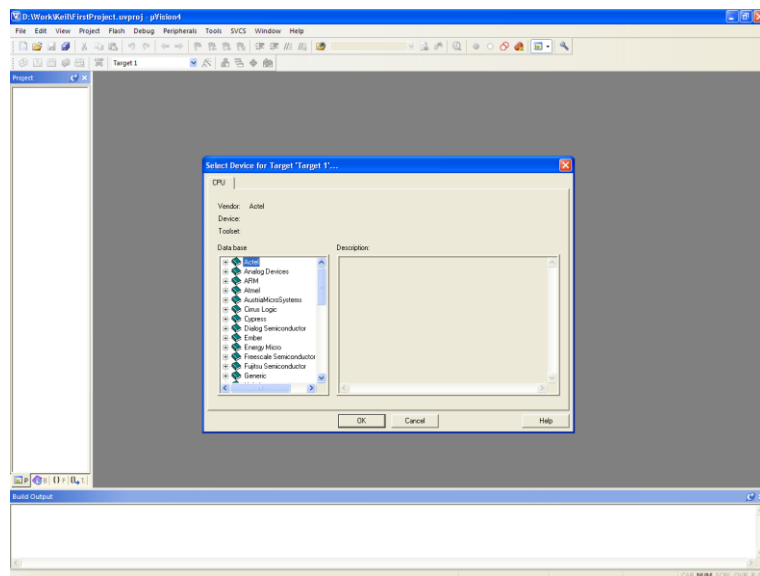 D:\Work\Keil\FirstProject.uvproj - µVision4
File Edit View Project Flash Debug Peripherals Tools SVCS Window Help
Target 1
Project
Select Device for Target 'Target 1'...
CPU
Vendor: Actel
Device:
Toolset:
Data base
Description:
Actel
Analog Devices
ARM
Atmel
AustriaMicroSystems
Cirrus Logic
Cypress
Dialog Semiconductor
Ember
Energy Micro
Freescale Semiconductor
Fujitsu Semiconductor
Generic
OK Cancel Help
Build Output